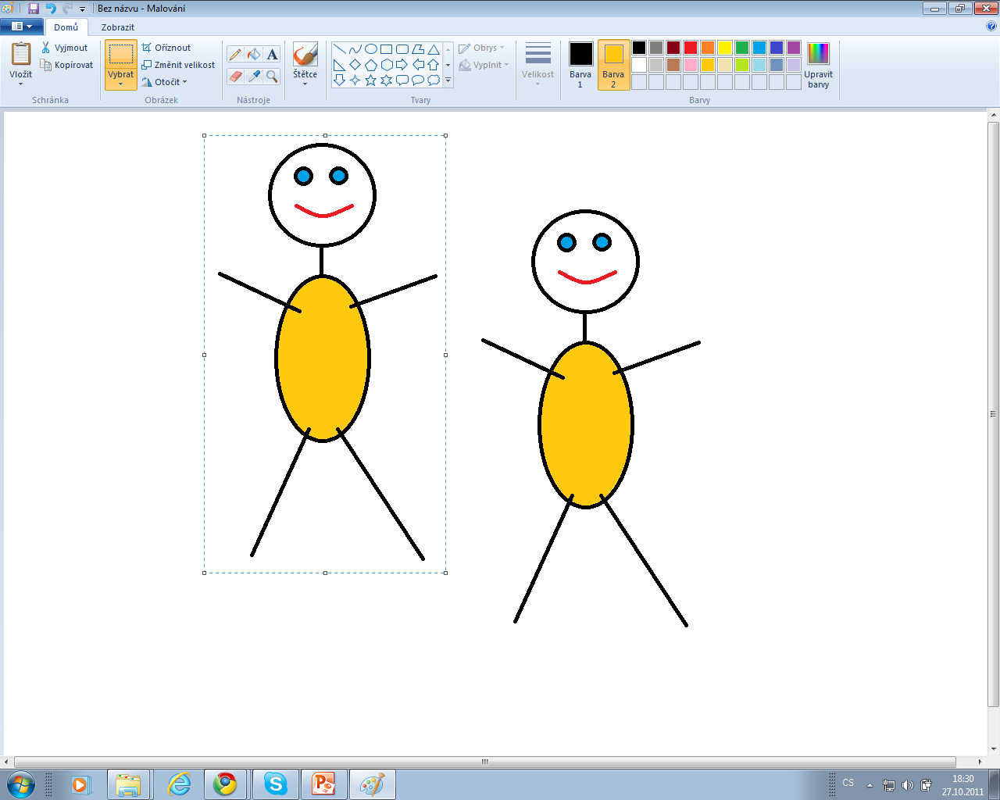 Bez názvu - Malování
Domů
Zobrazit
Vložit
Vyjmout
Kopírovat
Schránka
Vybrat
Oříznout
Změnit velikost
Otočit
Obrázek
A
Nástroje
Štětce
Obrys
Vyplnit
Tvary
Velikost
Barva
1
Barva
2
Upravit
barvy
Barvy
CS
18:30
27.10.2011